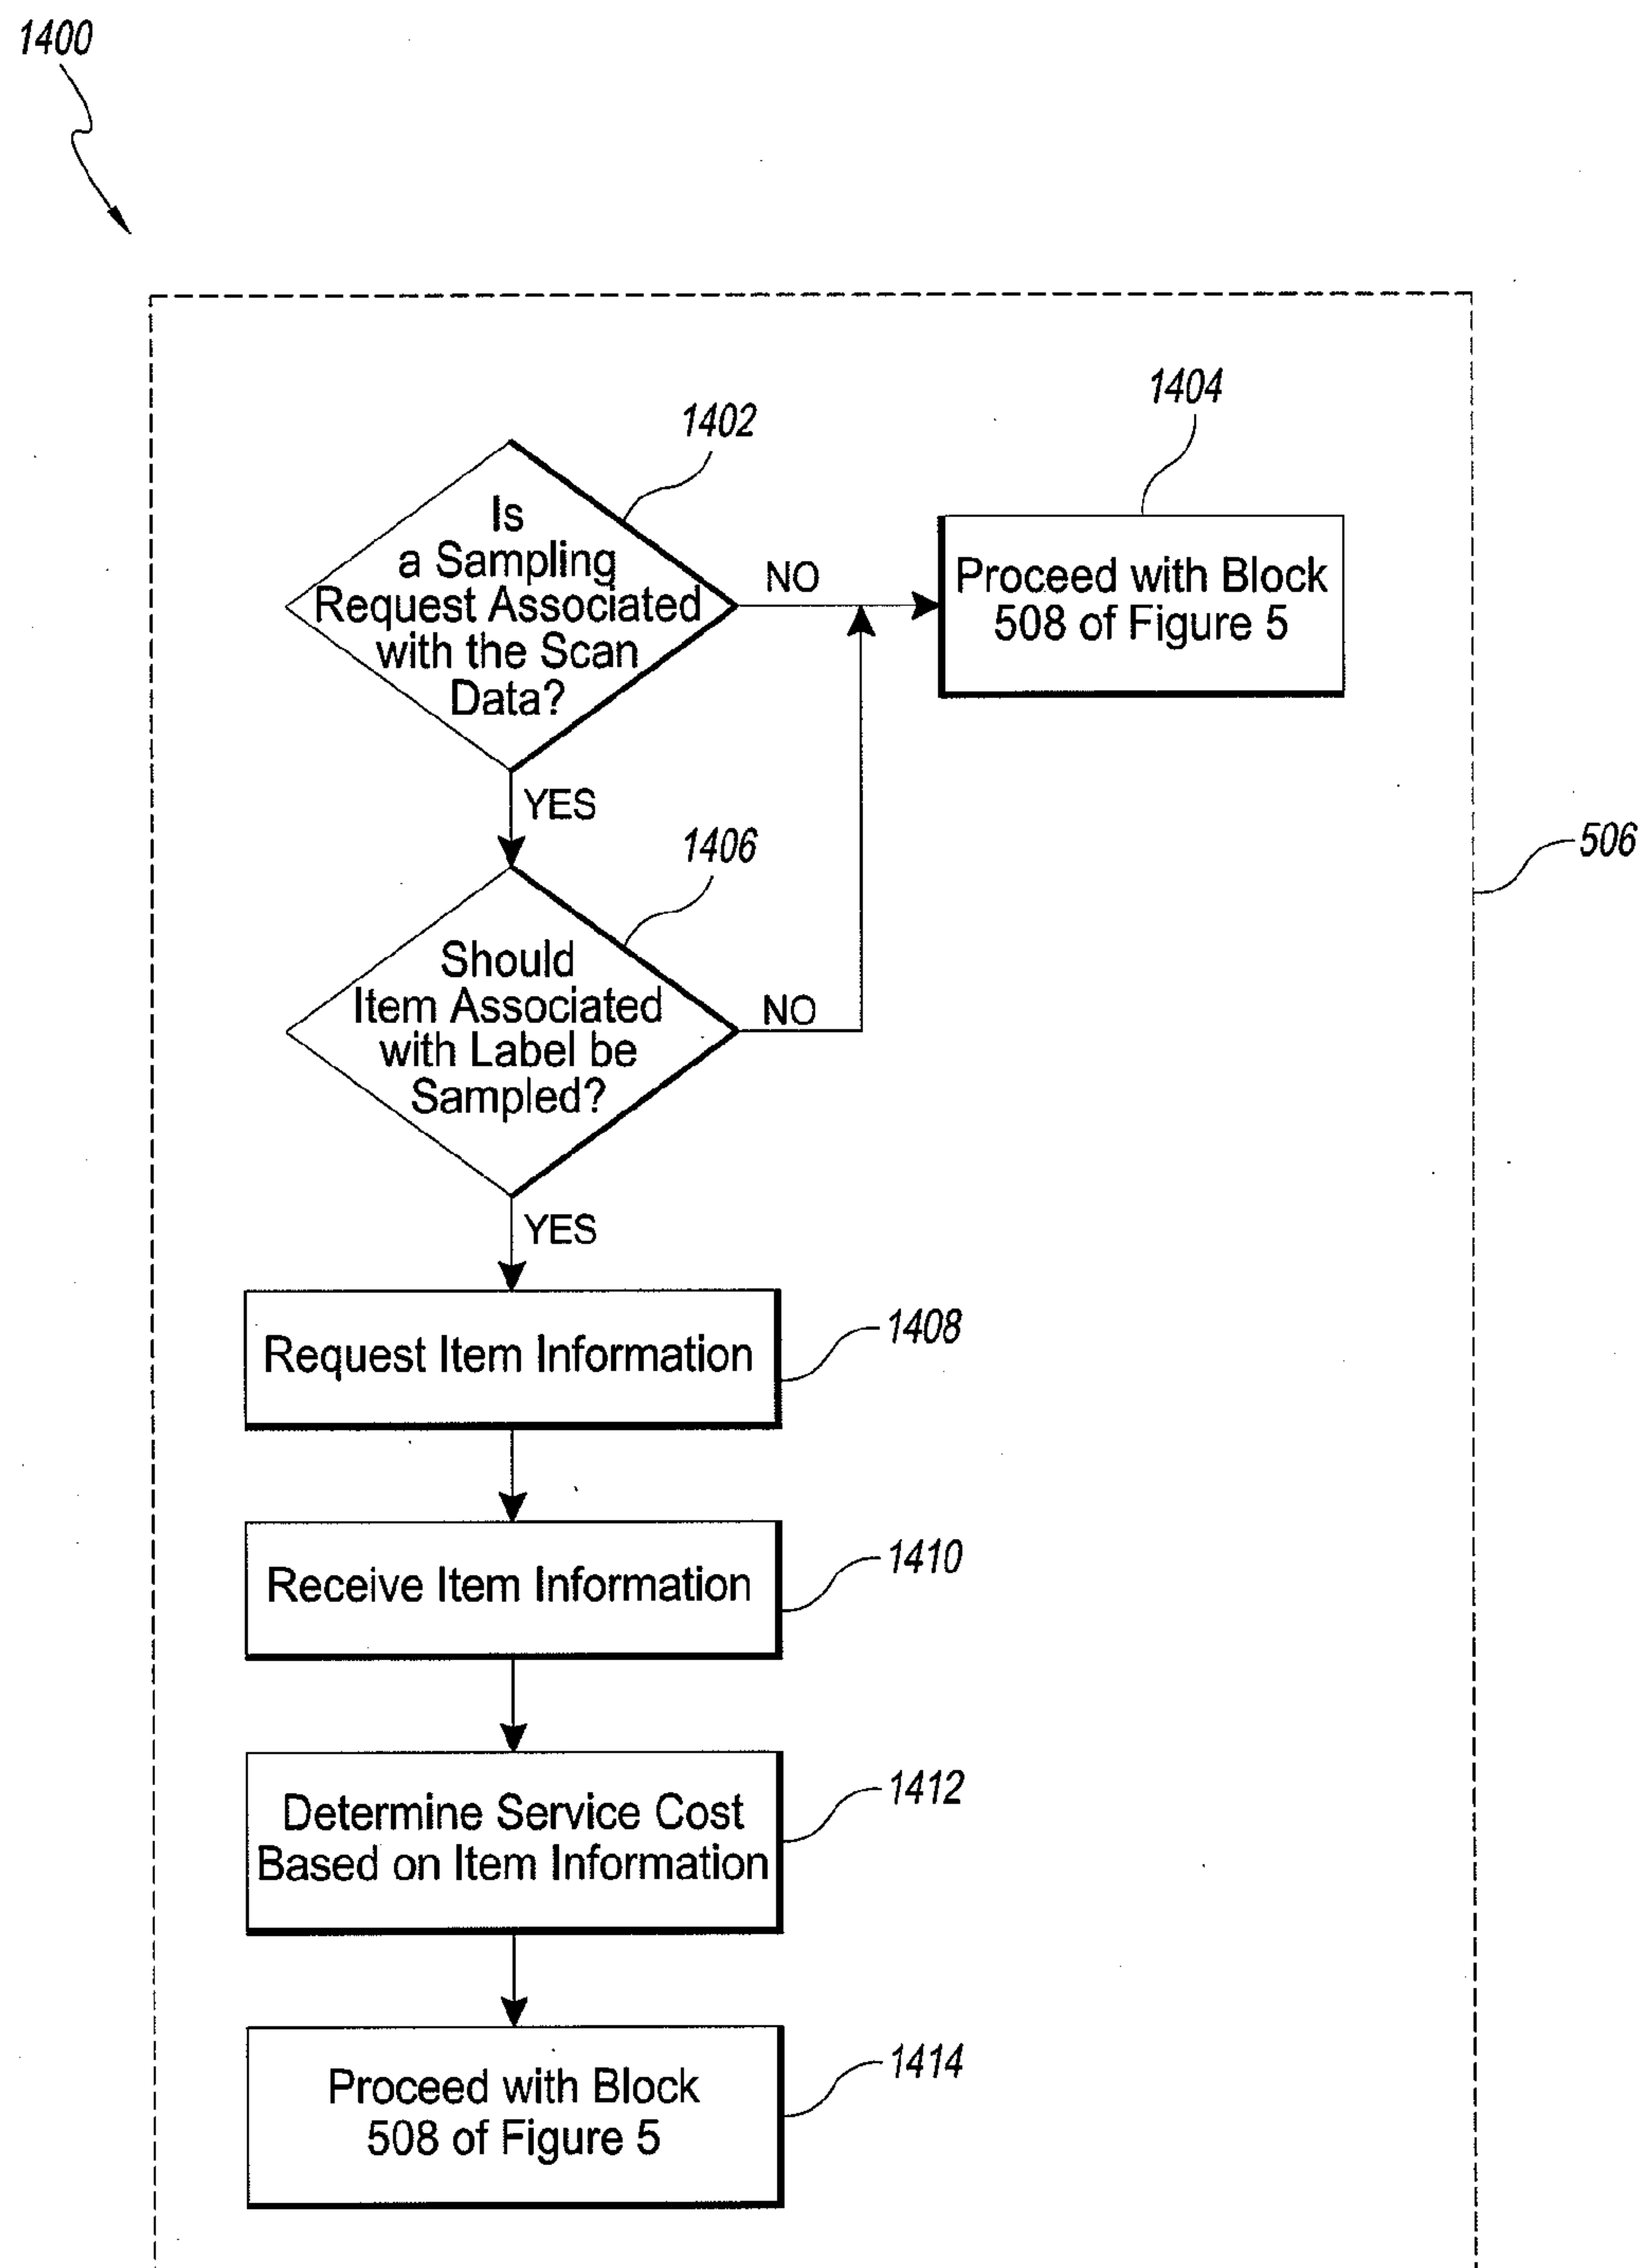 1400
1402
1404
Is
a Sampling
Request Associated
with the Scan
Data?
NO
Proceed with Block
508 of Figure 5
YES
506
1406
Should
Item Associated
with Label be
Sampled?
NO
YES
Request Item Information
1408
Receive Item Information
1410
Determine Service Cost
Based on Item Information
1412
Proceed with Block
508 of Figure 5
1414